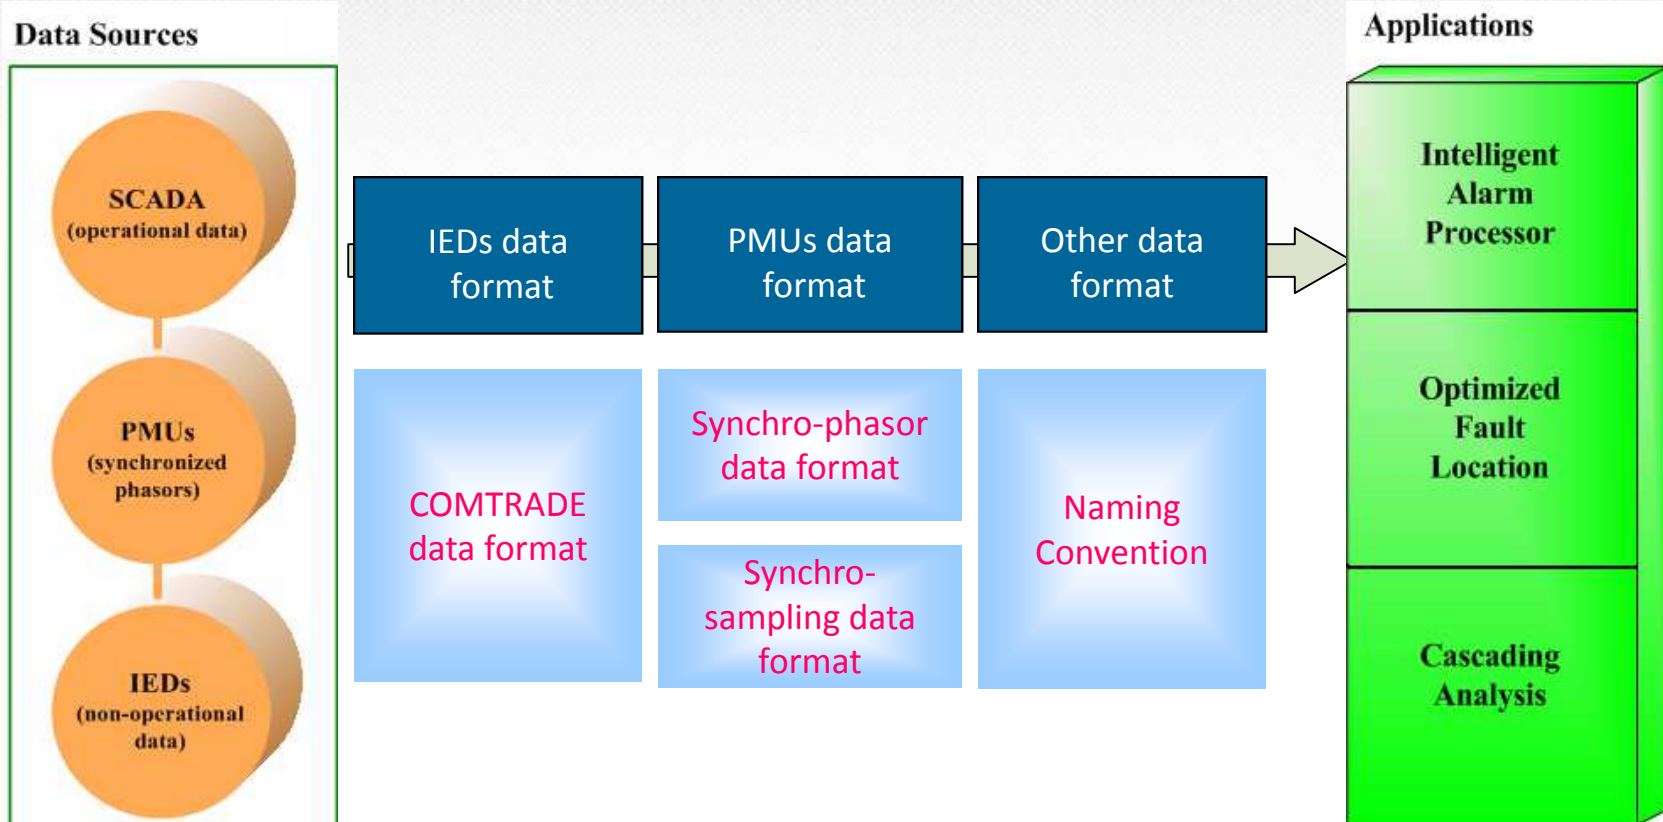 Data Sources
SCADA
(operational data)
PMUs
(synchronized
phasors)
IEDs
(non-operational
data)
IEDs data
format
PMUs data
format
Other data
format
COMTRADE
data format
Synchro-phasor
data format
Synchro-
sampling data
format
Naming
Convention
Applications
Intelligent
Alarm
Processor
Optimized
Fault
Location
Cascading
Analysis